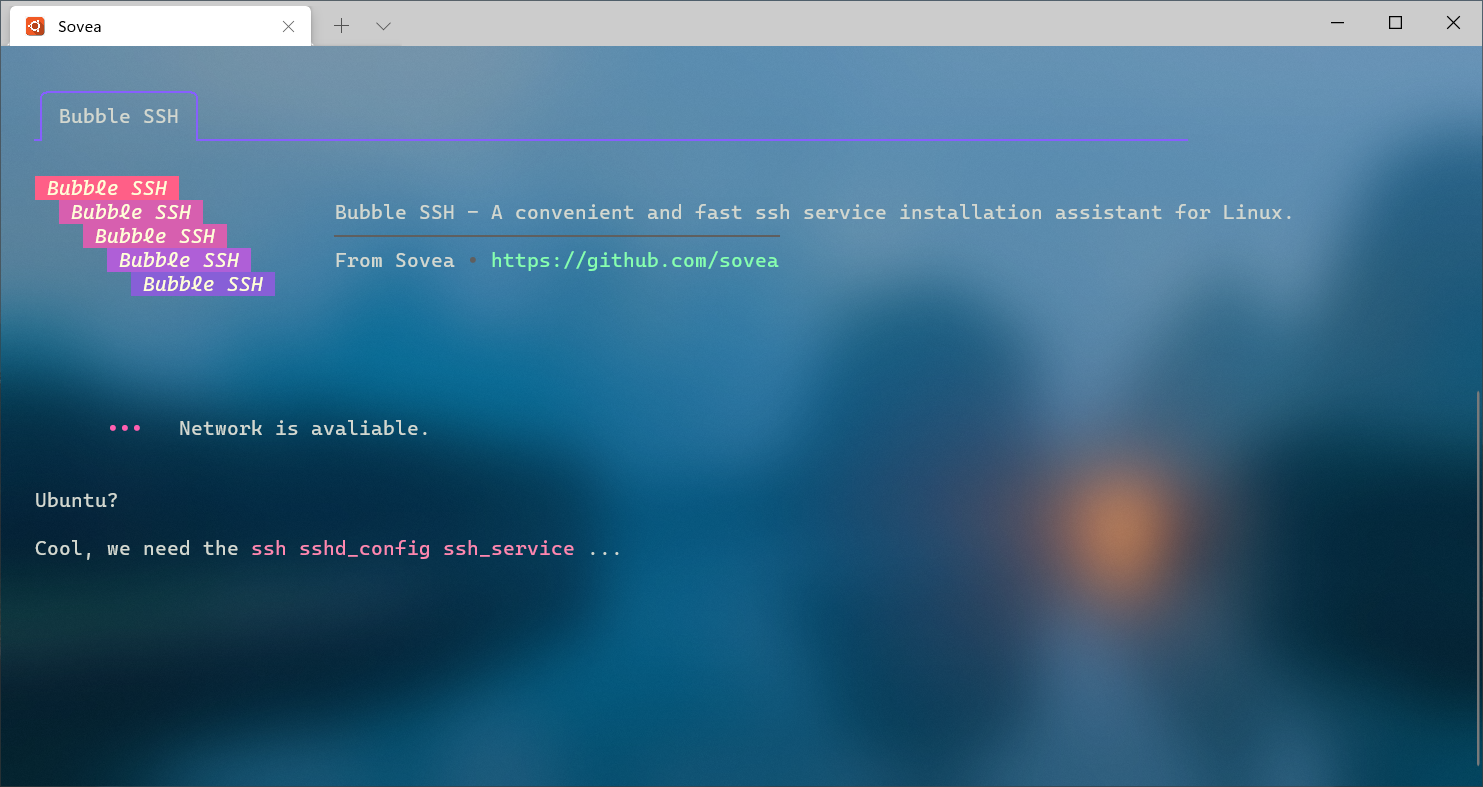 Sovea
Bubble SSH
Bubble SSH
Bubble SSH
Bubble SSH
Bubble SSH
Bubble SSH
Bubble SSH - A convenient and fast ssh service installation assistant for Linux.
From Sovea • https://github.com/sovea
••• Network is avaliable.
Ubuntu?
Cool, we need the ssh sshd_config ssh_service ...